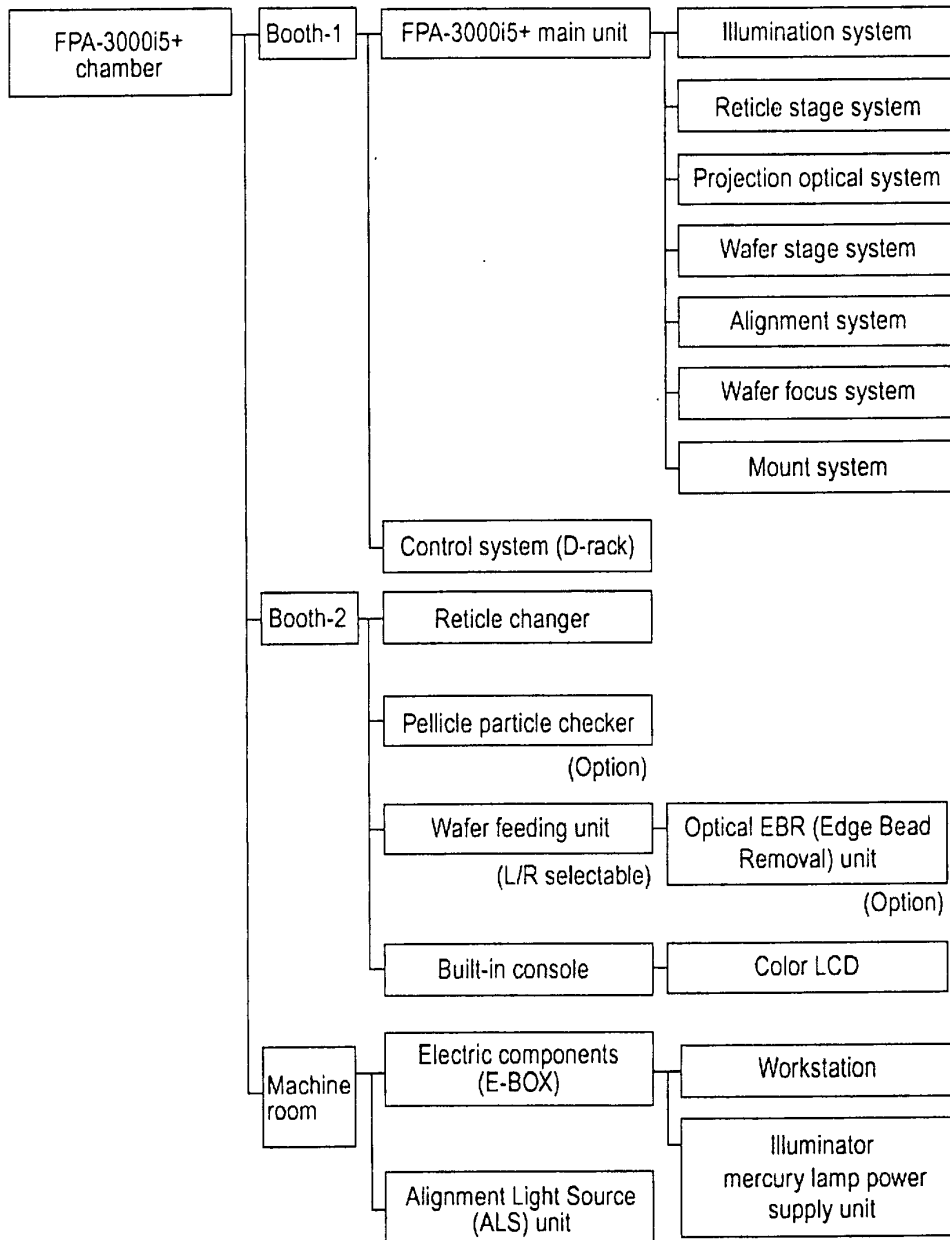 FPA-3000i5+
chamber
Booth-1
FPA-3000i5+ main unit
Illumination system
Reticle stage system
Projection optical system
Wafer stage system
Alignment system
Wafer focus system
Mount system
Control system (D-rack)
Booth-2
Reticle changer
Pellicle particle checker
(Option)
Wafer feeding unit
(L/R selectable)
Optical EBR (Edge Bead
Removal) unit
(Option)
Built-in console
Color LCD
Machine
room
Electric components
(E-BOX)
Workstation
Illuminator
mercury lamp power
supply unit
Alignment Light Source
(ALS) unit